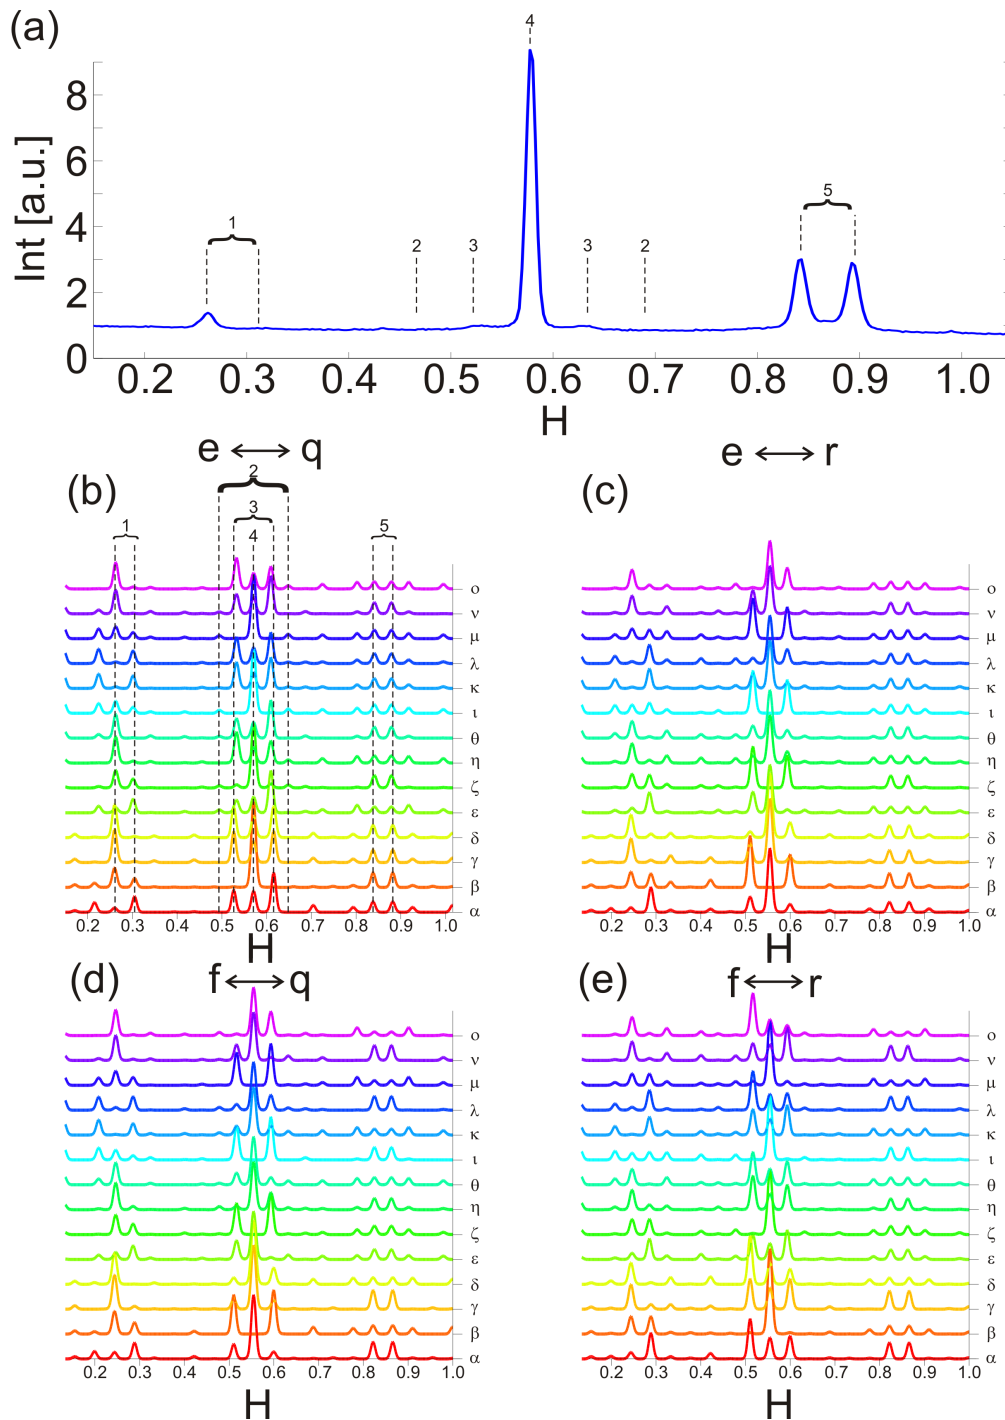 (a)
4
8
6
5
4
1
2
3
3
2
Int [a.u.]
2
0
0.2 0.3 0.4 0.5 0.6 0.7 0.8 0.9 1.0
H
e ↔ q
e ↔ r
(b)
2
(c)
1
3
5
4
ο
ν
μ
λ
κ
ι
θ
η
ζ
ε
δ
γ
β
α
0.2 0.3 0.4 0.5 0.6 0.7 0.8 0.9 1.0
H
ο
ν
μ
λ
κ
ι
θ
η
ζ
ε
δ
γ
β
α
0.2 0.3 0.4 0.5 0.6 0.7 0.8 0.9 1.0
H
(d)
f ↔ q
ο
ν
μ
λ
κ
ι
θ
η
ζ
ε
δ
γ
β
α
0.2 0.3 0.4 0.5 0.6 0.7 0.8 0.9 1.0
H
(e)
f ↔ r
ο
ν
μ
λ
κ
ι
θ
η
ζ
ε
δ
γ
β
α
0.2 0.3 0.4 0.5 0.6 0.7 0.8 0.9 1.0
H